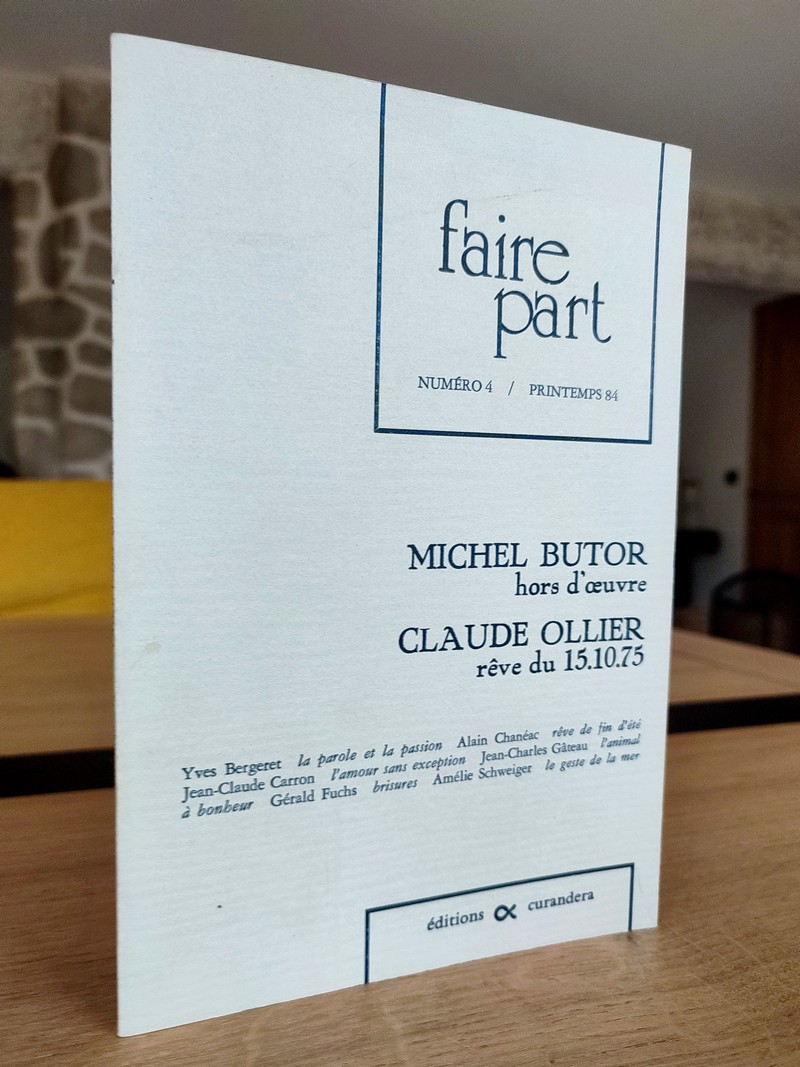 faire
part
NUMÉRO 4 / PRINTEMPS 84
MICHEL BUTOR
hors d'œuvre
CLAUDE OLLIER
rêve du 15.10.75
Yves Bergeret la parole et la passion Alain Chanéac rêve de fin d'été
Jean-Claude Carron l'amour sans exception Jean-Charles Gâteau l'animal
à bonheur Gérald Fuchs brisures Amélie Schweiger le geste de la mer
éditions curandera